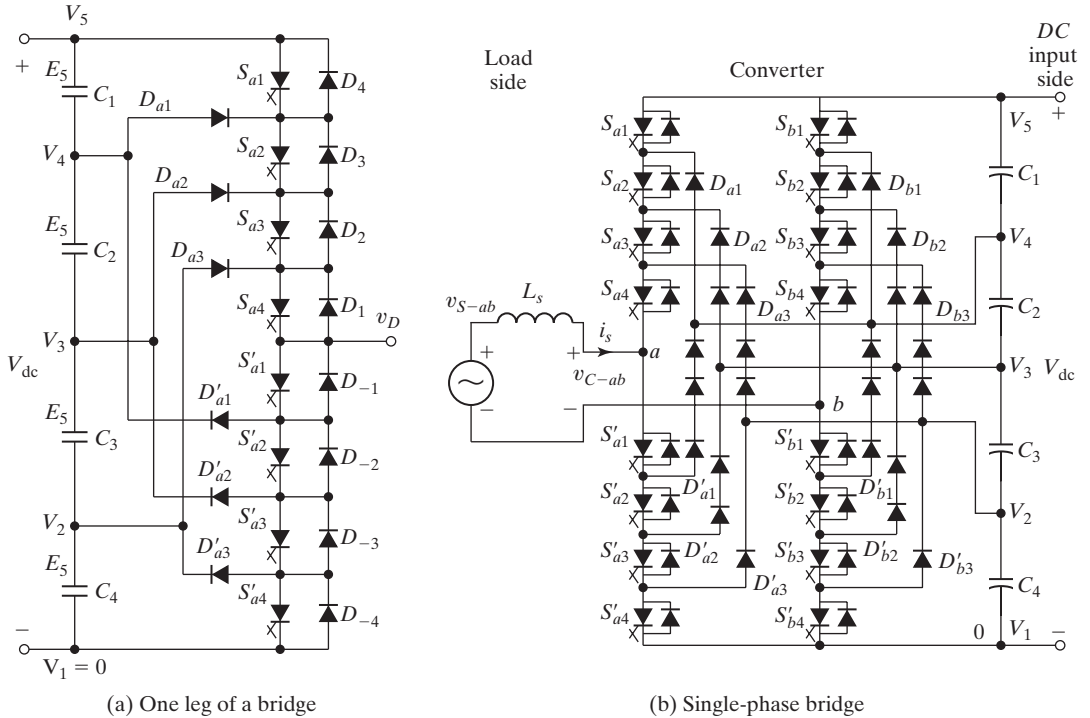 V5
+
E5
C1
Sa1
D4
Da1
V4
Sa2
D3
Da2
E5
C2
Sa3
D2
Da3
Sa4
D1
vD
V3
Vdc
S′a1
D−1
D′a1
E5
C3
S′a2
D−2
D′a2
V2
S′a3
D−3
E5
D′a3
C4
S′a4
D−4
−
V1 = 0
(a) One leg of a bridge
Load
side
Converter
DC
input
side
+
V5
Sa1
Sb1
C1
Sa2
Da1
Sb2
Db1
Sa3
Da2
Sb3
Db2
V4
Sa4
Da3
Sb4
Db3
C2
vS−ab
Ls
is
+
+
a
vC−ab
V3
Vdc
−
−
b
S′a1
S′b1
C3
D′a1
D′b1
S′a2
S′b2
V2
S′a3
D′a2
S′b3
D′b2
D′b3
D′a3
C4
S′a4
S′b4
0
V1
−
(b) Single-phase bridge